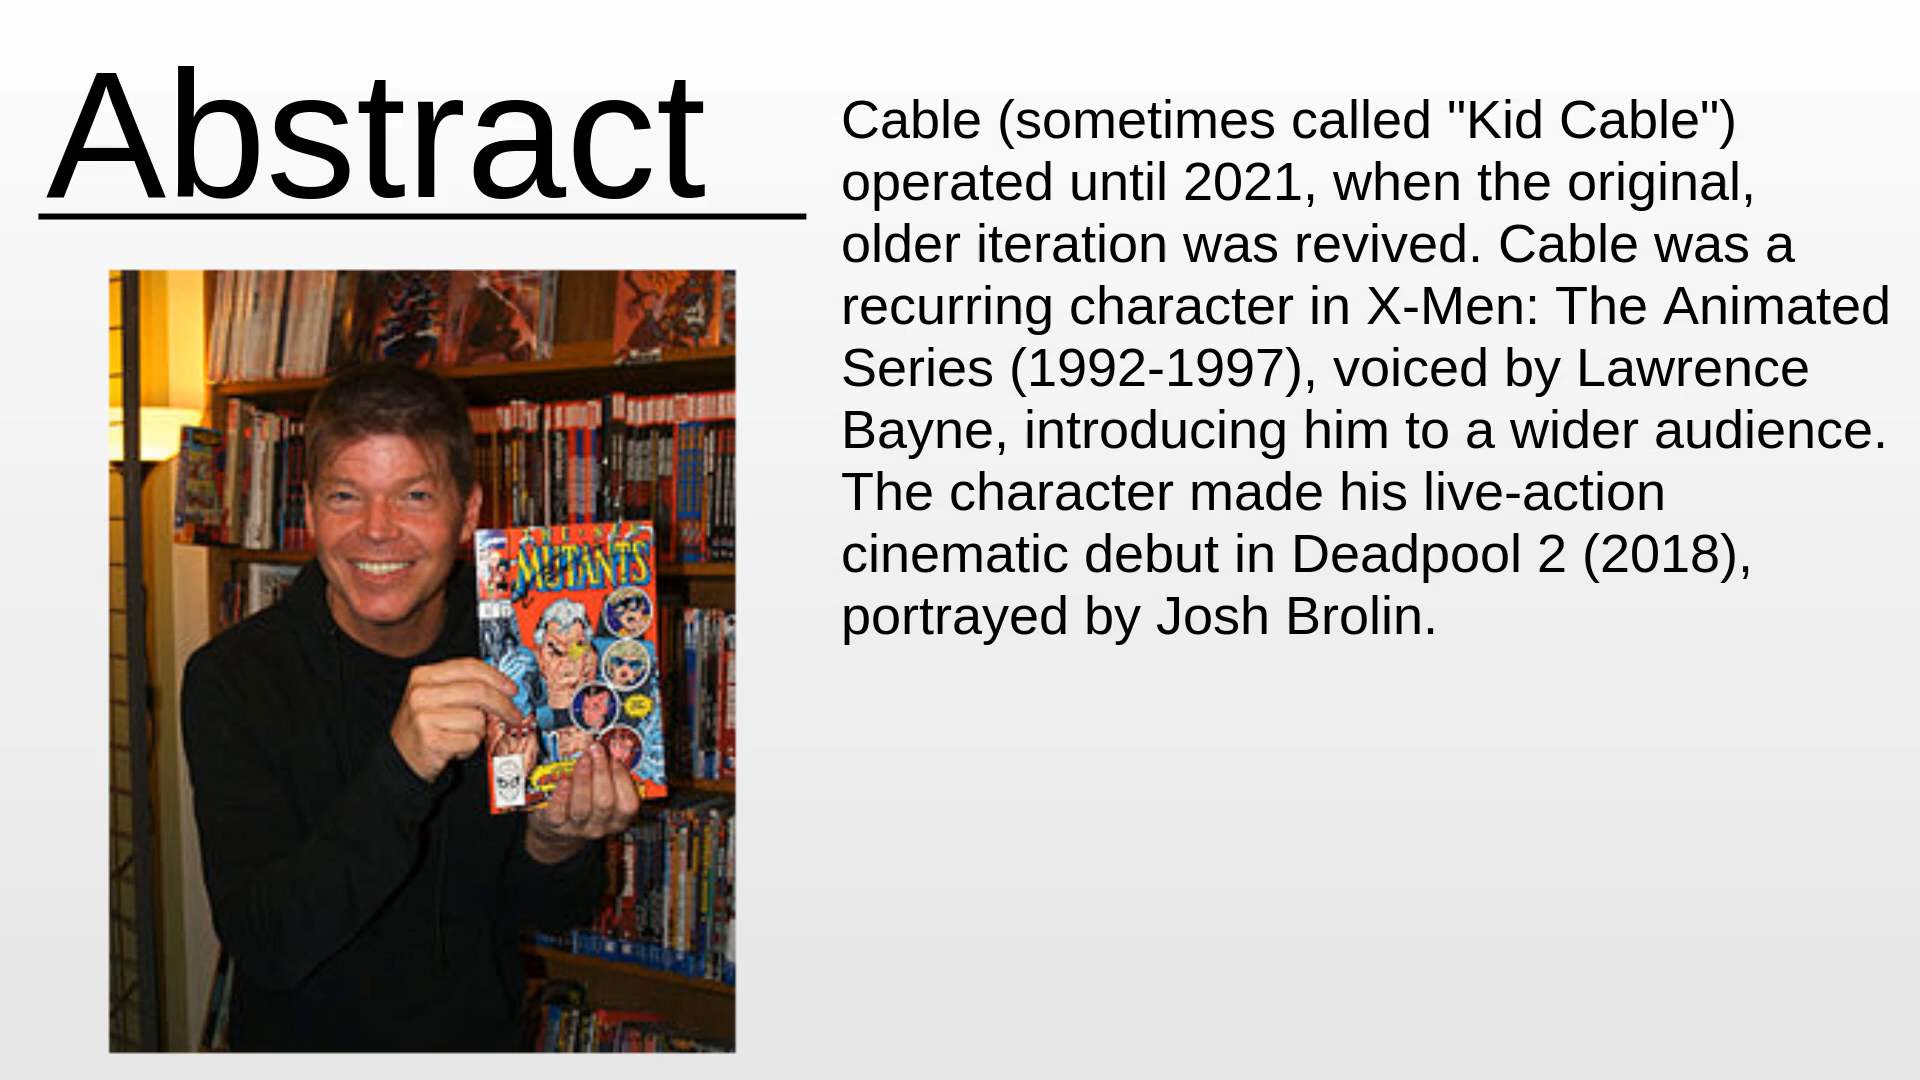 Abstract
Cable (sometimes called "Kid Cable")
operated until 2021, when the original,
older iteration was revived. Cable was a
recurring character in X-Men: The Animated
Series (1992-1997), voiced by Lawrence
Bayne, introducing him to a wider audience.
The character made his live-action
cinematic debut in Deadpool 2 (2018),
portrayed by Josh Brolin.
MUTANTS